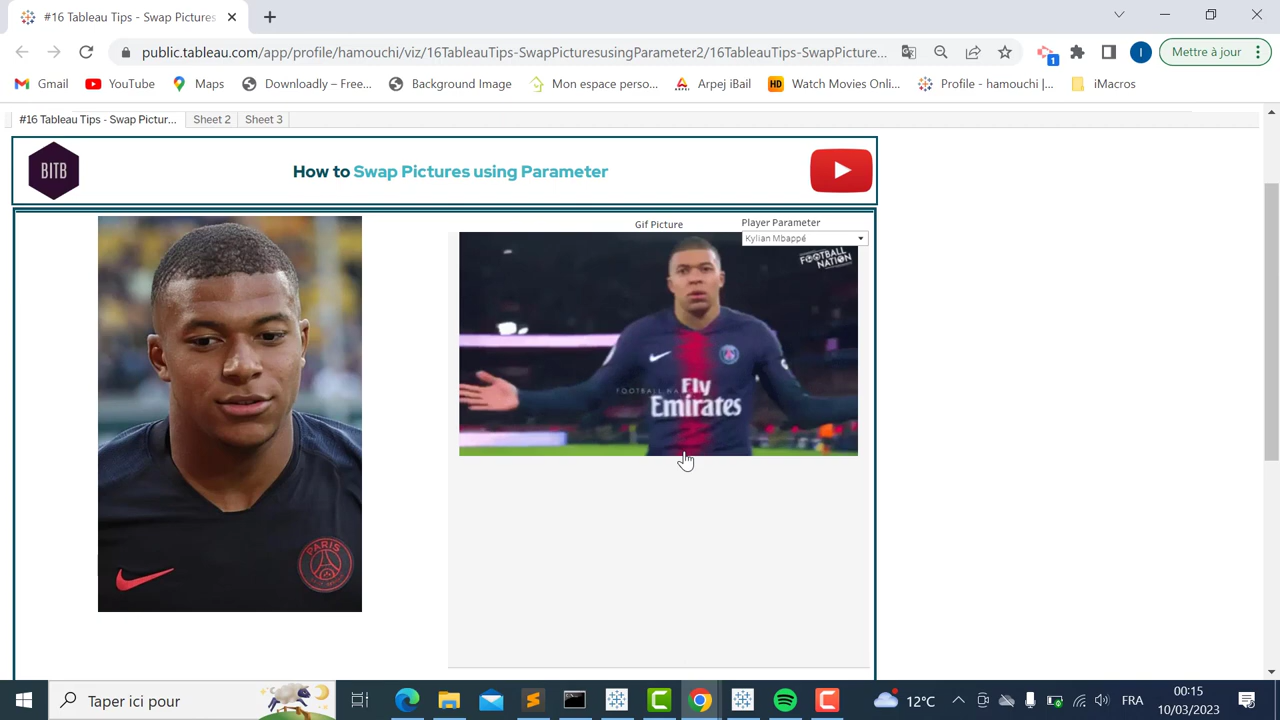 #16 Tableau Tips - Swap Pictures
public.tableau.com/app/profile/hamouchi/viz/16TableauTips-SwapPicturesusingParameter2/16TableauTips-SwapPicture...
1
I
Mettre à jour
Gmail
YouTube
Maps
Downloadly – Free...
Background Image
Mon espace perso...
Arpej iBail
HD
Watch Movies Onli...
Profile - hamouchi |...
iMacros
#16 Tableau Tips - Swap Pictur...
Sheet 2
Sheet 3
BITB
How to Swap Pictures using Parameter
Gif Picture
Player Parameter
Kylian Mbappé
FOOTBALL
NATION
FOOTBALL NA
Fly
Emirates
PARIS
Taper ici pour
12°C
FRA
00:15
10/03/2023